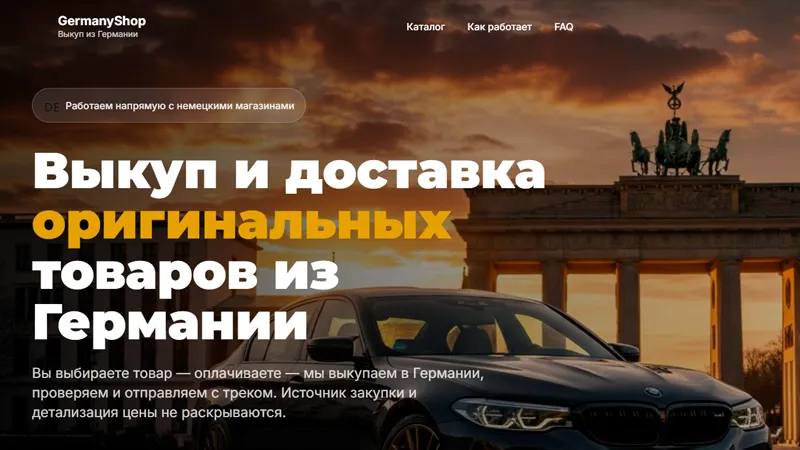 GermanyShop
Выкуп из Германии
Каталог Как работает FAQ
DE Работаем напрямую с немецкими магазинами
Выкуп и доставка
оригинальных
товаров из
Германии
Вы выбираете товар — оплачиваете — мы выкупаем в Германии,
проверяем и отправляем с треком. Источник закупки и
детализация цены не раскрываются.